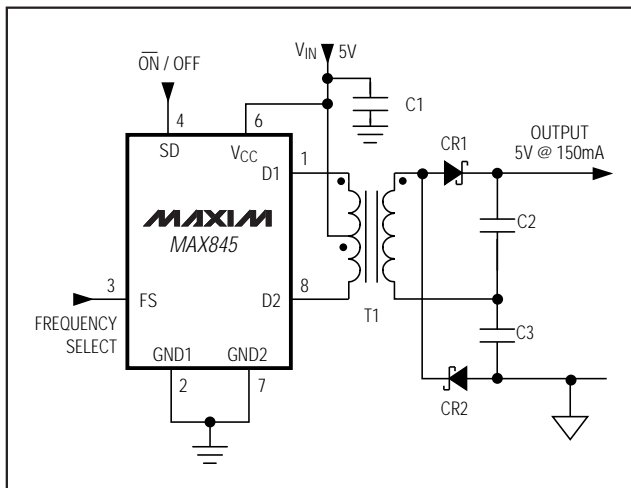 VIN 5V
ON / OFF
C1
4
6
SD
VCC
D1
1
CR1
OUTPUT
5V @ 150mA
MAXIM
MAX845
C2
3
FS
D2
8
T1
FREQUENCY
SELECT
GND1
GND2
C3
2
7
CR2